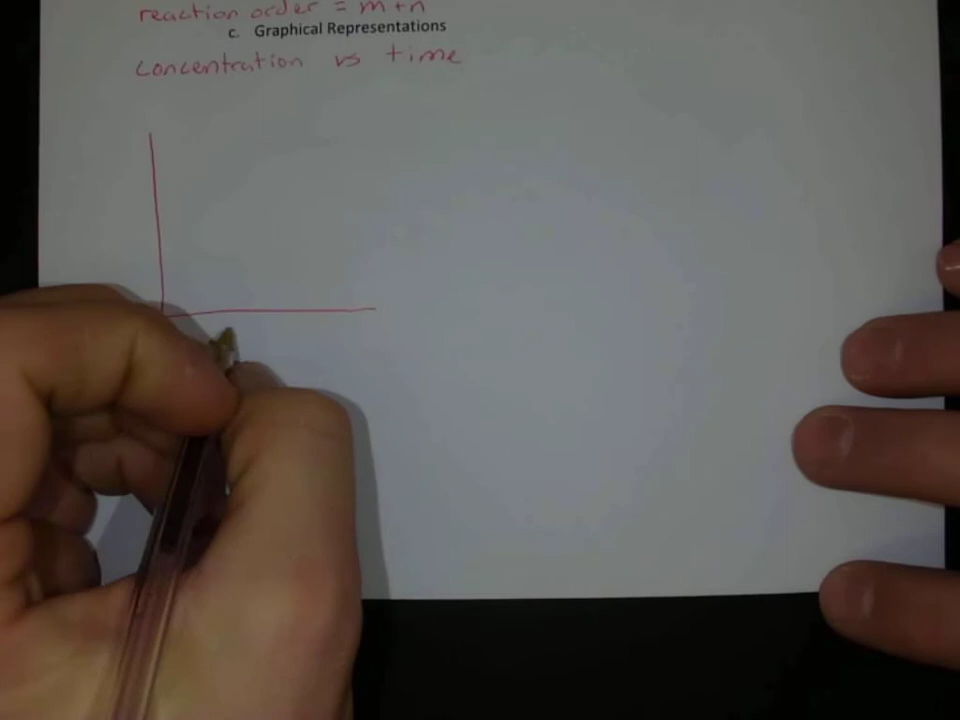 reaction order = m+n
c. Graphical Representations
concentration vs time